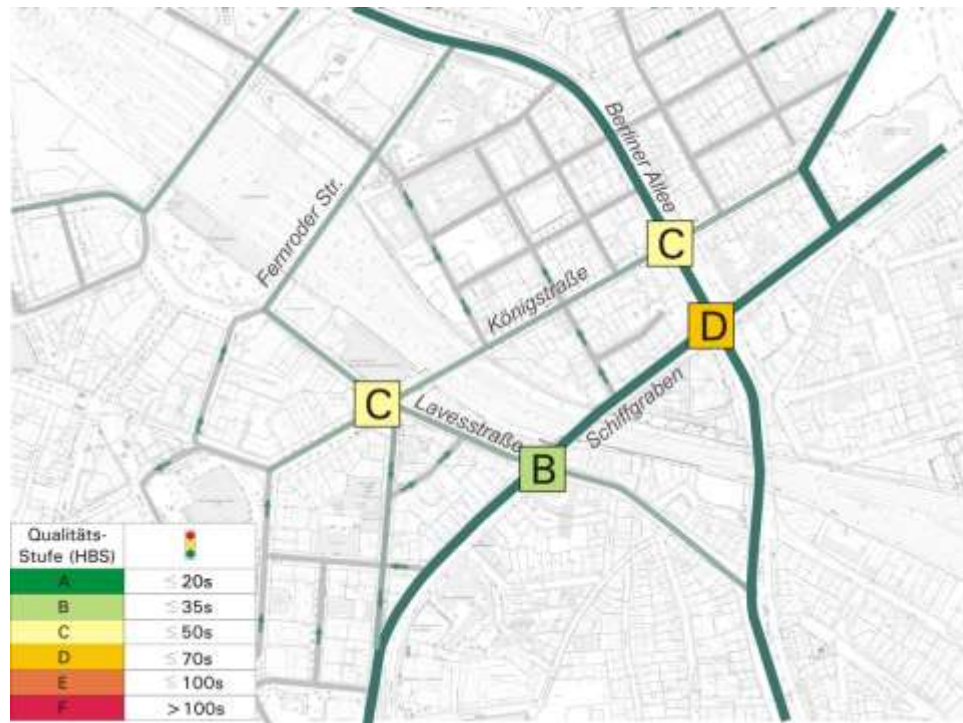 Berliner Allee
Fernroder Str.
C
Königstraße
D
C
Lavesstraße
Schiffgraben
B
Qualitäts-
Stufe (HBS)
A ≤ 20s
B ≤ 35s
C ≤ 50s
D ≤ 70s
E ≤ 100s
F > 100s